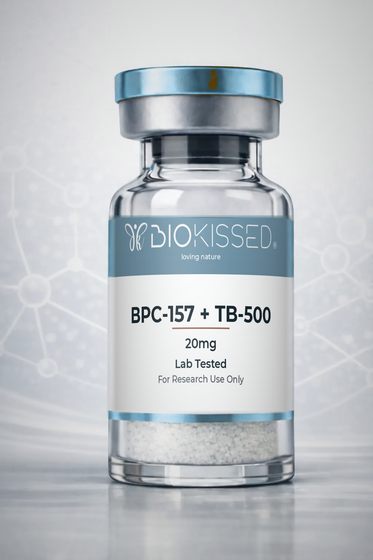 BIOKISSED®
loving nature
BPC-157 + TB-500
20mg
Lab Tested
For Research Use Only